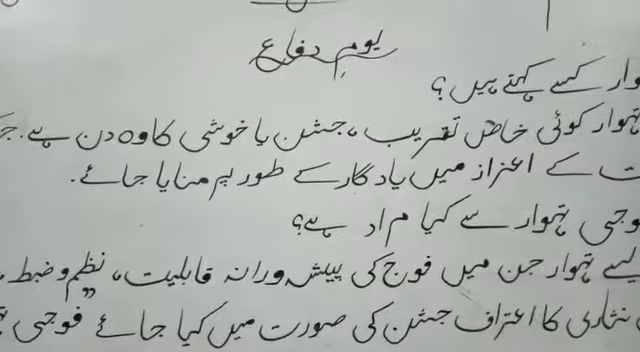 یوم دفاع
تہوار کسے کہتے ہیں؟
تہوار کوئی خاص تقریب، جشن یا خوشی کا وہ دن ہے۔ جو
کے اعزاز میں یادگار کے طور پر منایا جائے۔
فوجی تہوار سے کیا مراد ہے؟
ایسے تہوار جن میں فوج کی پیشہ ورانہ قابلیت، نظم و ضبط،
نثاری کا اعتراف جشن کی صورت میں کیا جائے "فوجی